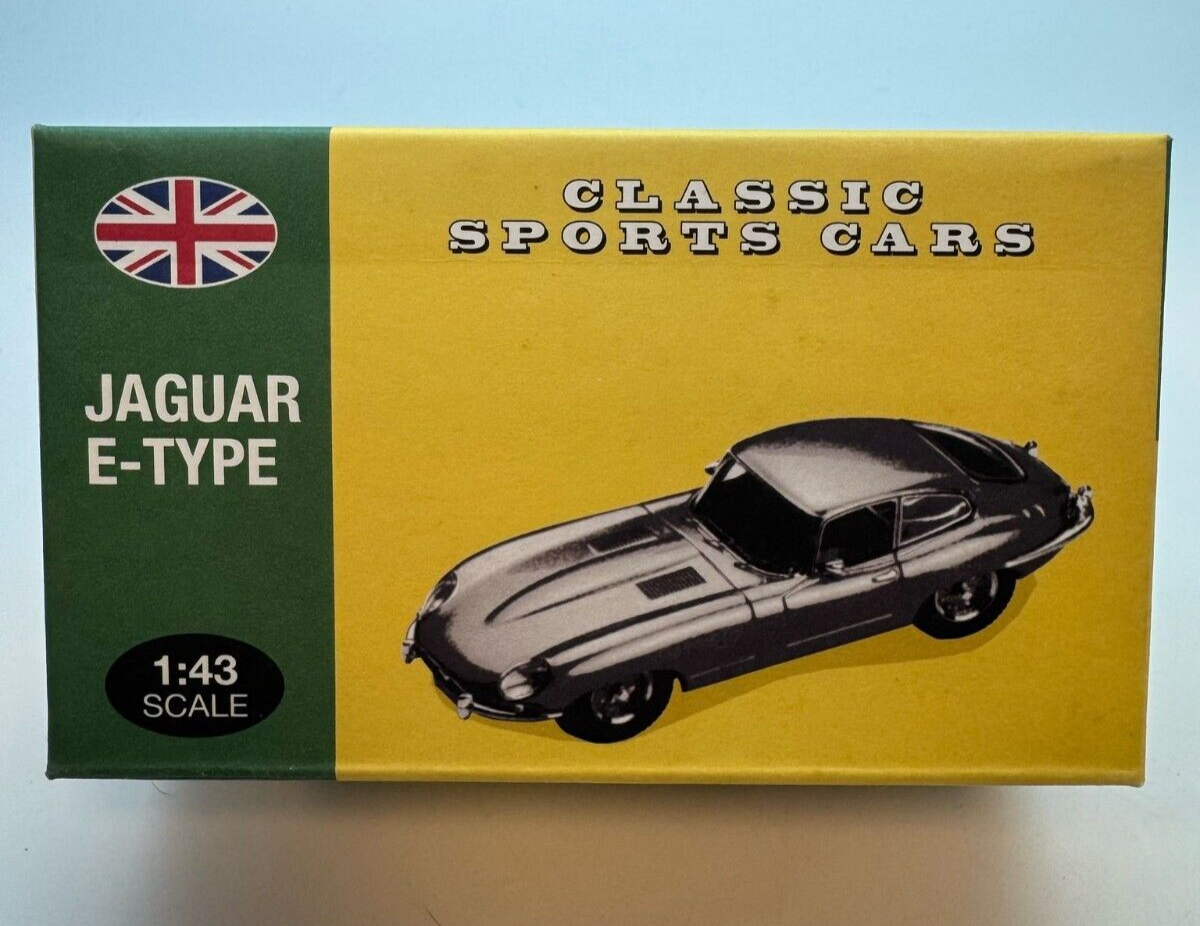 CLASSIC
SPORTS CARS
JAGUAR
E-TYPE
1:43
SCALE